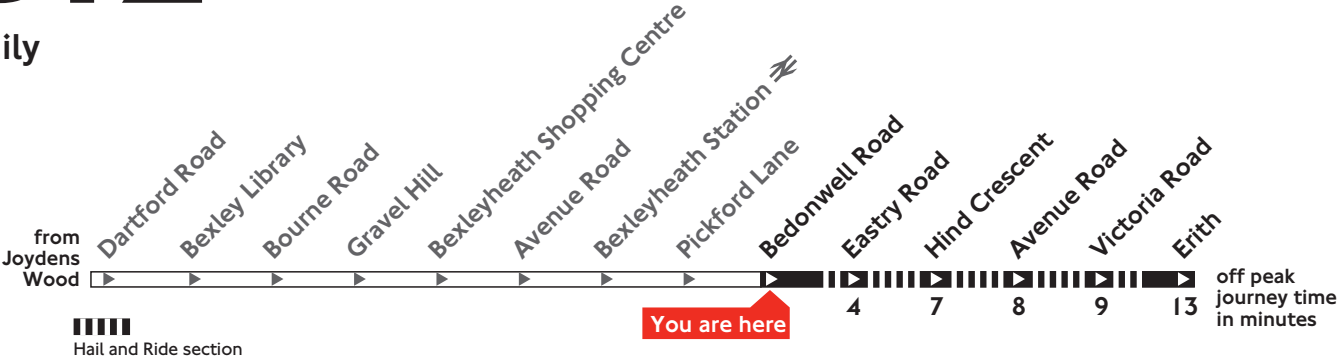 ily
from
Joydens
Wood
Dartford Road
Bexley Library
Bourne Road
Gravel Hill
Bexleyheath Shopping Centre
Avenue Road
Bexleyheath Station
Pickford Lane
Bedonwell Road
Eastry Road
Hind Crescent
Avenue Road
Victoria Road
Erith
You are here
4 7 8 9 13
off peak
journey time
in minutes
Hail and Ride section